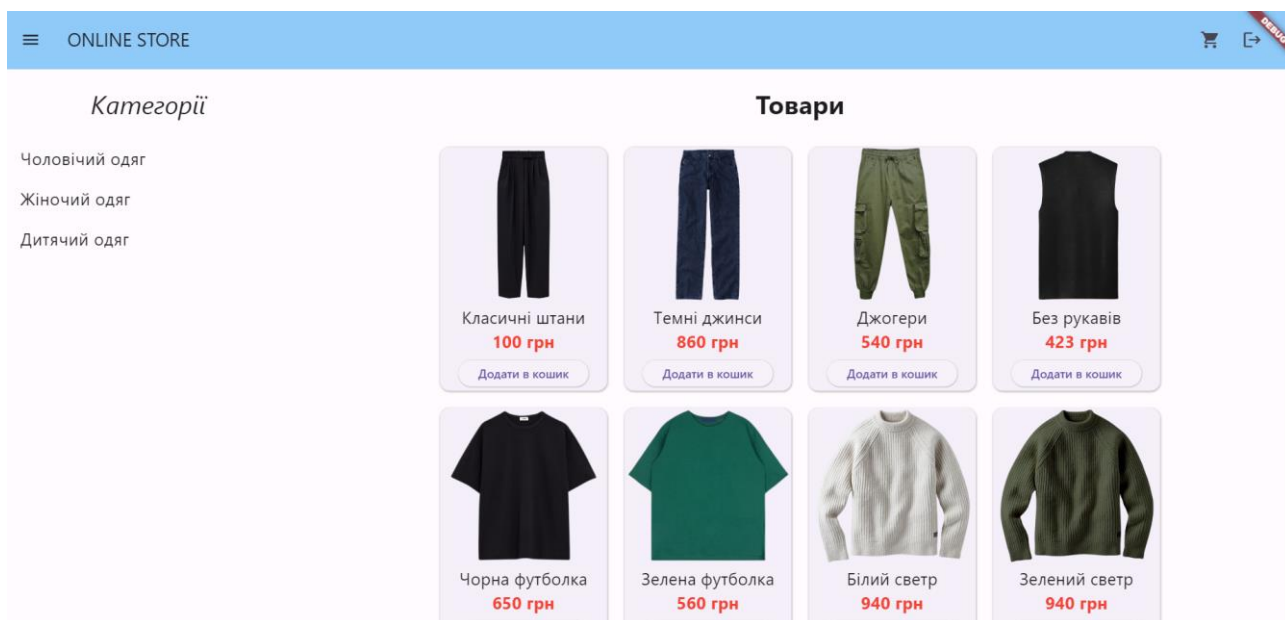 ONLINE STORE
DEBUG
Категорії
Товари
Чоловічий одяг
Жіночий одяг
Дитячий одяг
Класичні штани
100 грн
Додати в кошик
Темні джинси
860 грн
Додати в кошик
Джогери
540 грн
Додати в кошик
Без рукавів
423 грн
Додати в кошик
Чорна футболка
650 грн
Зелена футболка
560 грн
Білий светр
940 грн
Зелений светр
940 грн